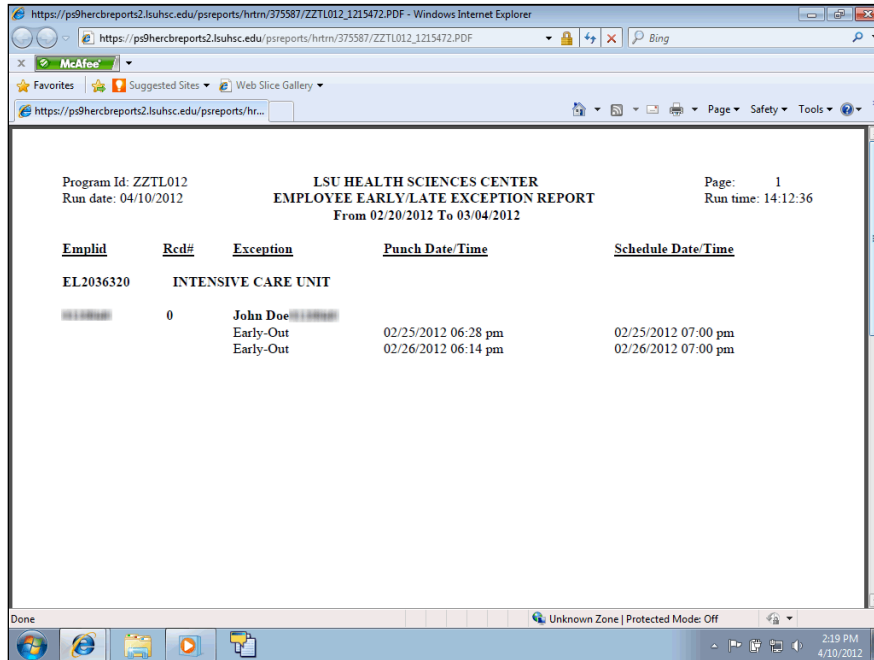 https://ps9hercbreports2.lsuhsc.edu/psreports/hrtrn/375587/ZZTL012_1215472.PDF - Windows Internet Explorer
https://ps9hercbreports2.lsuhsc.edu/psreports/hrtrn/375587/ZZTL012_1215472.PDF Bing
x McAfee
Favorites Suggested Sites Web Slice Gallery
https://ps9hercbreports2.lsuhsc.edu/psreports/hr... Page Safety Tools
Program Id: ZZTL012 LSU HEALTH SCIENCES CENTER Page: 1
Run date: 04/10/2012 EMPLOYEE EARLY/LATE EXCEPTION REPORT Run time: 14:12:36
From 02/20/2012 To 03/04/2012
Emplid Rcd# Exception Punch Date/Time Schedule Date/Time
EL2036320 INTENSIVE CARE UNIT
0 John Doe
Early-Out 02/25/2012 06:28 pm 02/25/2012 07:00 pm
Early-Out 02/26/2012 06:14 pm 02/26/2012 07:00 pm
Done Unknown Zone | Protected Mode: Off
2:19 PM
4/10/2012